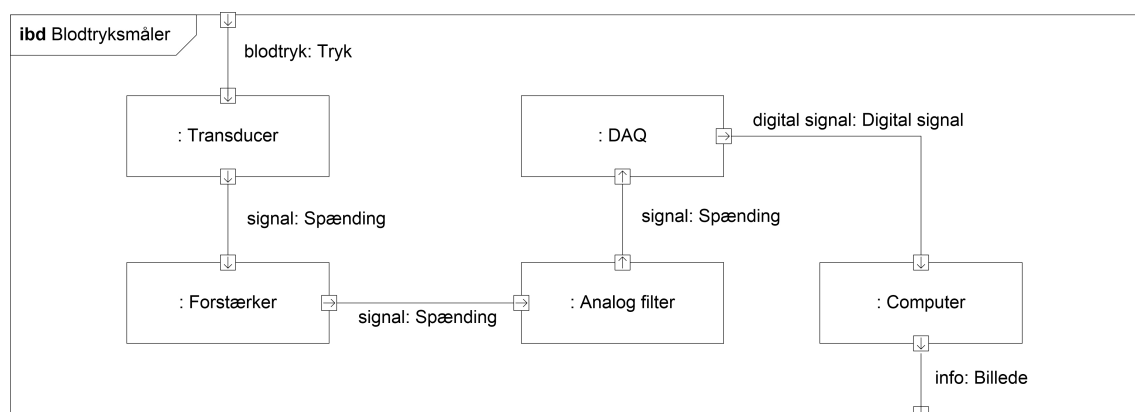 ibd Blodtryksmåler
blodtryk: Tryk
: Transducer
signal: Spænding
: Forstærker
signal: Spænding
: Analog filter
signal: Spænding
: DAQ
digital signal: Digital signal
: Computer
info: Billede